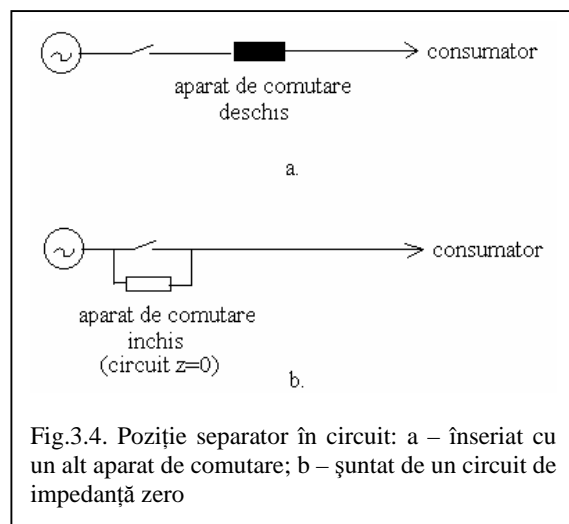 consumator
aparat de comutare
deschis
a.
consumator
aparat de comutare
inchis
(circuit z=0)
b.
Fig.3.4. Poziție separator în circuit: a – înseriat cu
un alt aparat de comutare; b – şuntat de un circuit de
impedanță zero